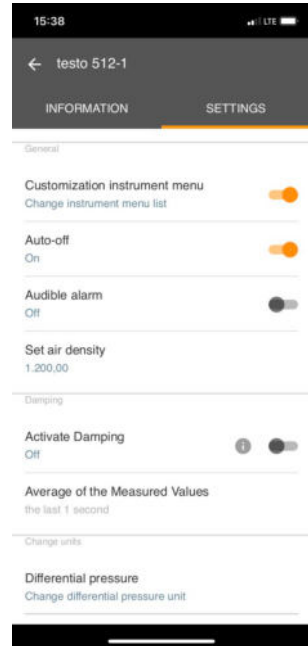 15:38
LTE
testo 512-1
INFORMATION SETTINGS
General
Customization instrument menu
Change instrument menu list
Auto-off
On
Audible alarm
Off
Set air density
1.200,00
Damping
Activate Damping
Off
Average of the Measured Values
the last 1 second
Change units
Differential pressure
Change differential pressure unit